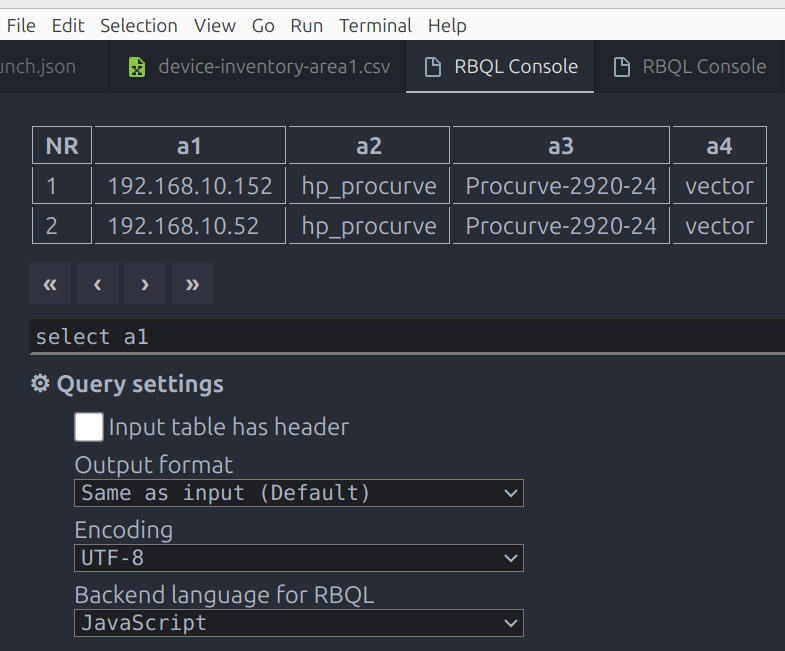 File Edit Selection View Go Run Terminal Help
unch.json device-inventory-area1.csv RBQL Console RBQL Console
NR a1 a2 a3 a4
1 192.168.10.152 hp_procurve Procurve-2920-24 vector
2 192.168.10.52 hp_procurve Procurve-2920-24 vector
« ‹ › »
select a1
⚙ Query settings
Input table has header
Output format
Same as input (Default)
Encoding
UTF-8
Backend language for RBQL
JavaScript